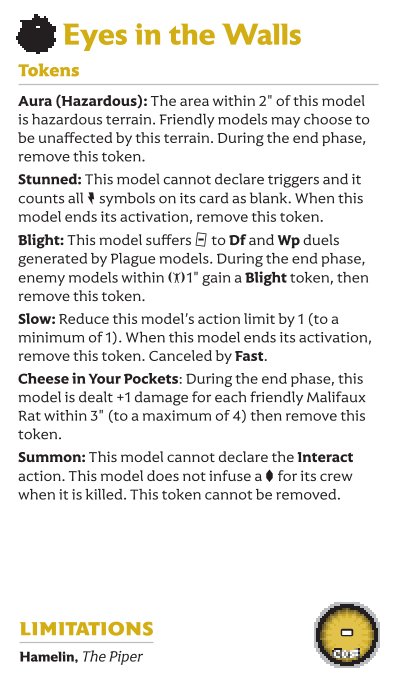 Eyes in the Walls
Tokens
Aura (Hazardous): The area within 2" of this model
is hazardous terrain. Friendly models may choose to
be unaffected by this terrain. During the end phase,
remove this token.
Stunned: This model cannot declare triggers and it
counts all symbols on its card as blank. When this
model ends its activation, remove this token.
Blight: This model suffers to Df and Wp duels
generated by Plague models. During the end phase,
enemy models within 1" gain a Blight token, then
remove this token.
Slow: Reduce this model's action limit by 1 (to a
minimum of 1). When this model ends its activation,
remove this token. Canceled by Fast.
Cheese in Your Pockets: During the end phase, this
model is dealt +1 damage for each friendly Malifaux
Rat within 3" (to a maximum of 4) then remove this
token.
Summon: This model cannot declare the Interact
action. This model does not infuse a for its crew
when it is killed. This token cannot be removed.
LIMITATIONS
Hamelin, The Piper